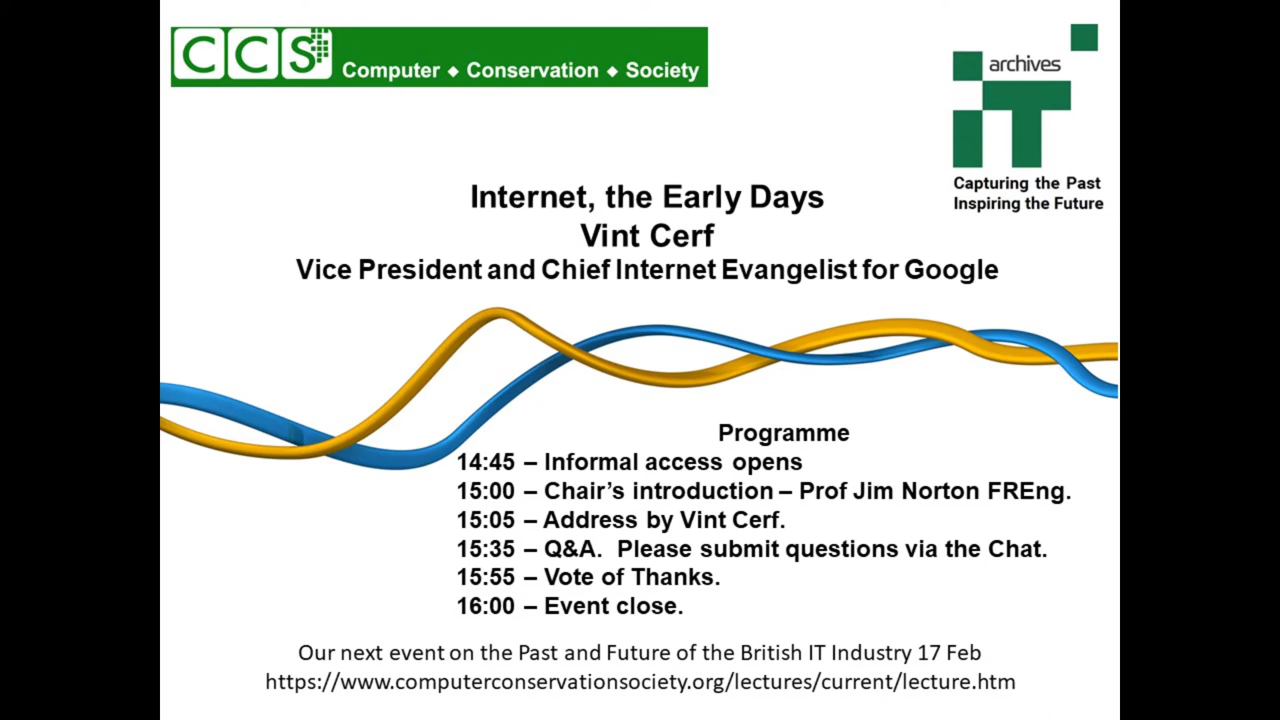 CCS Computer ◆ Conservation ◆ Society
archives
iT
Capturing the Past
Inspiring the Future
Internet, the Early Days
Vint Cerf
Vice President and Chief Internet Evangelist for Google
Programme
14:45 – Informal access opens
15:00 – Chair’s introduction – Prof Jim Norton FREng.
15:05 – Address by Vint Cerf.
15:35 – Q&A. Please submit questions via the Chat.
15:55 – Vote of Thanks.
16:00 – Event close.
Our next event on the Past and Future of the British IT Industry 17 Feb
https://www.computerconservationsociety.org/lectures/current/lecture.htm